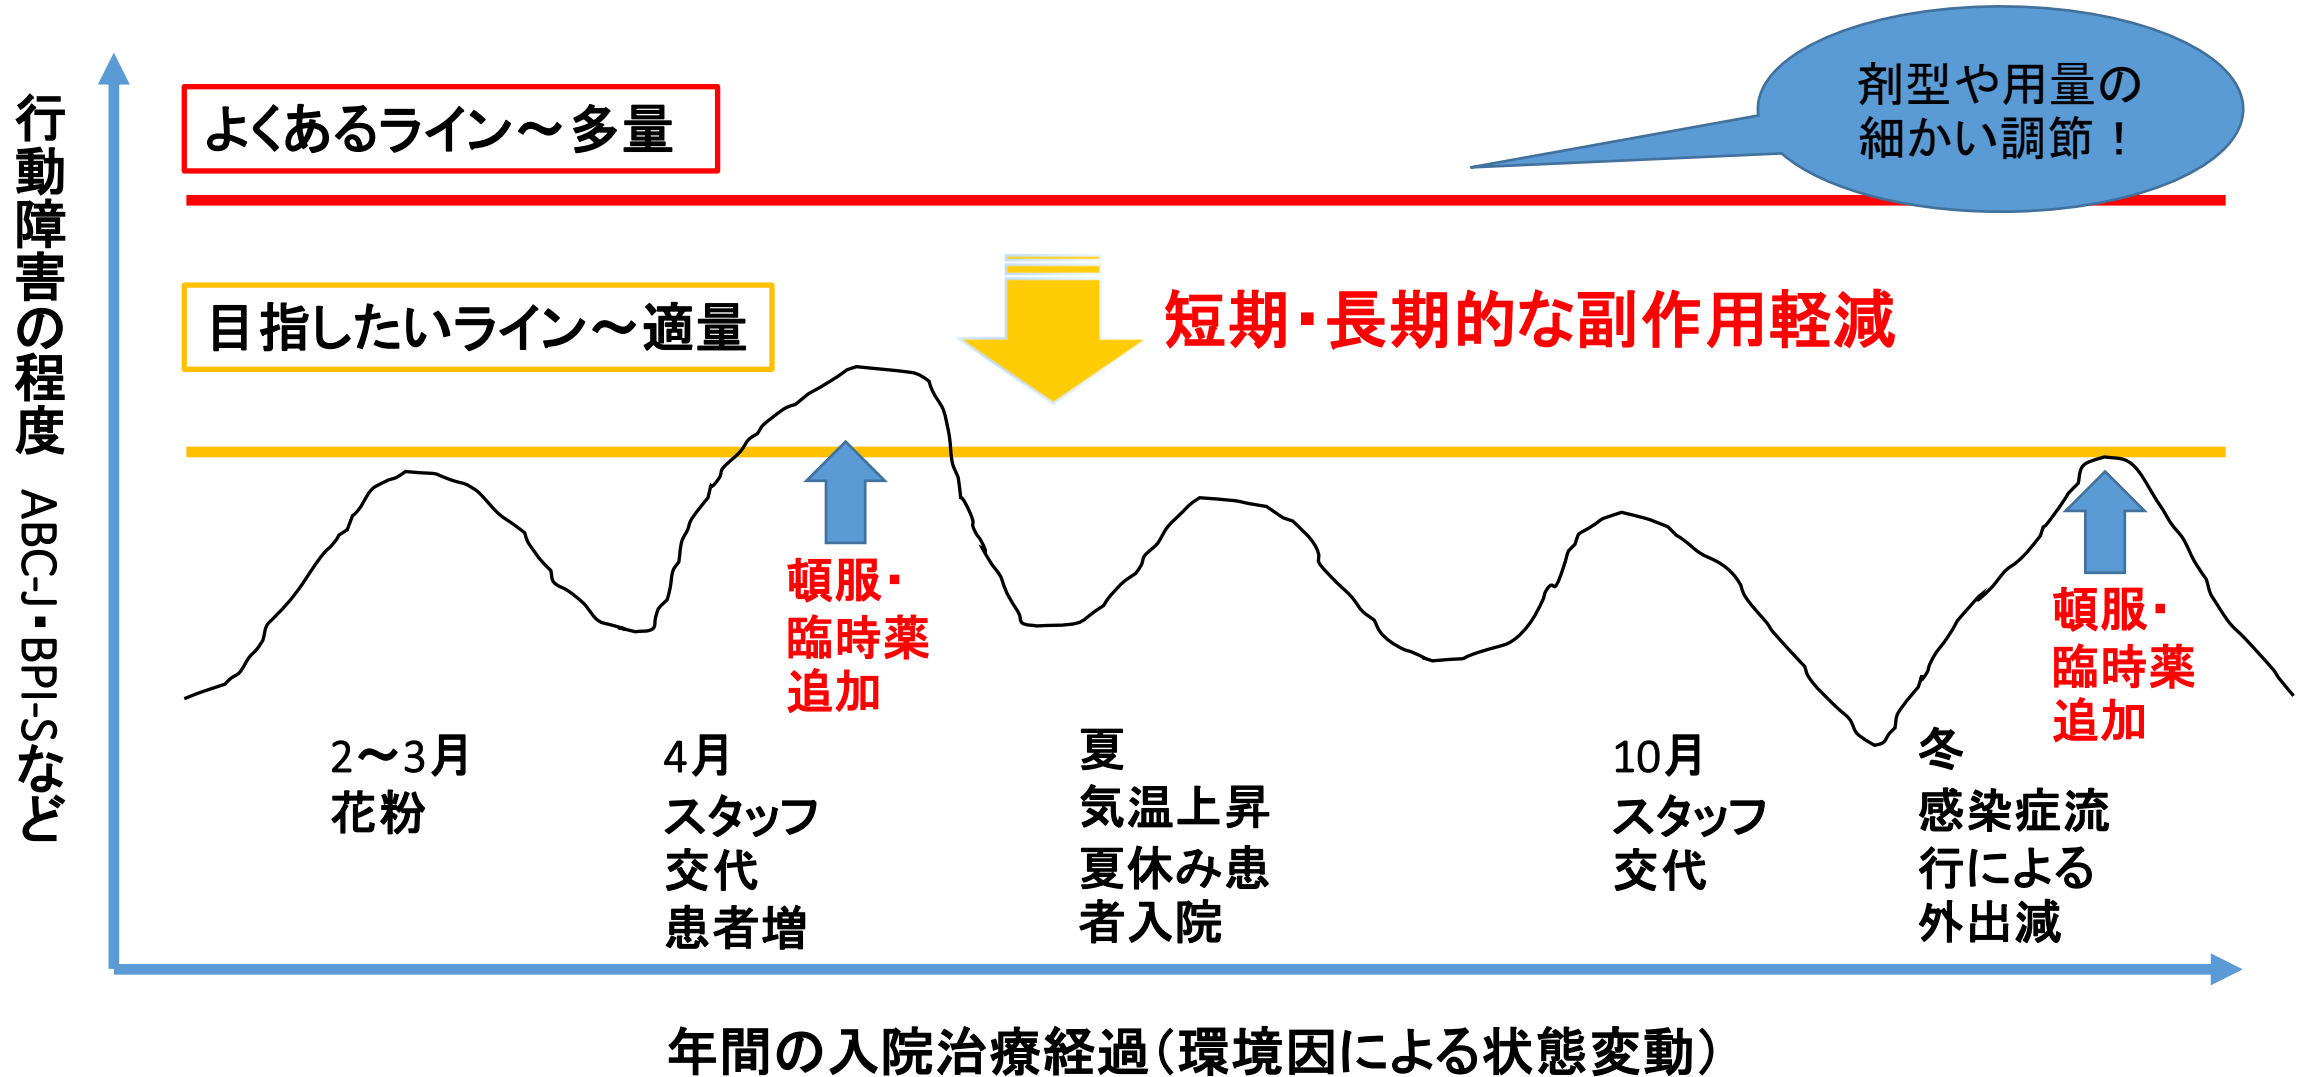 剤型や用量の
細かい調節！
よくあるライン～多量
目指したいライン～適量
短期・長期的な副作用軽減
行動障害の程度 ABC-J・BPI-Sなど
頓服・
臨時薬
追加
頓服・
臨時薬
追加
2～3月
花粉
4月
スタッフ
交代
患者増
夏
気温上昇
夏休み患
者入院
10月
スタッフ
交代
冬
感染症流
行による
外出減
年間の入院治療経過（環境因による状態変動）